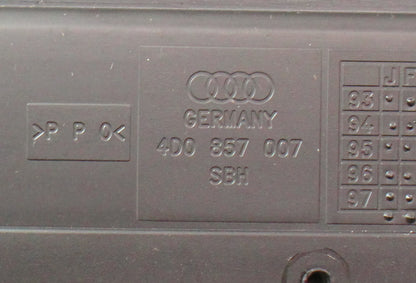 >P P O<
GERMANY
4D0 857 007
SBH
J F
93
94
95
96
97